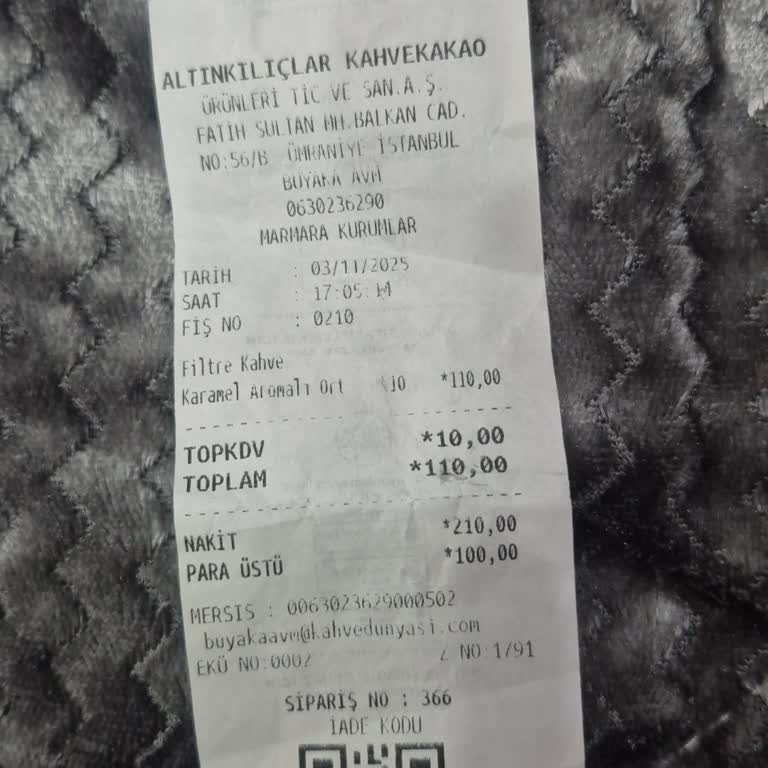 ALTINKILIÇLAR KAHVEKAKAO
ÜRÜNLERİ TİC VE SAN.A.Ş.
FATİH SULTAN MH.BALKAN CAD.
NO:56/B ÜMRANİYE İSTANBUL
BUYAKA AVM
0630236290
MARMARA KURUMLAR
TARİH : 03/11/2025
SAAT : 17:05:14
FİŞ NO : 0210
Filtre Kahve
Karamel Aromalı Ort %10 *110,00
TOPKDV *10,00
TOPLAM *110,00
NAKİT *210,00
PARA ÜSTÜ *100,00
MERSIS : 0063023629000502
buyakaavm@kahvedunyasi.com
EKÜ NO:0002 Z NO:1791
SİPARİŞ NO : 366
İADE KODU